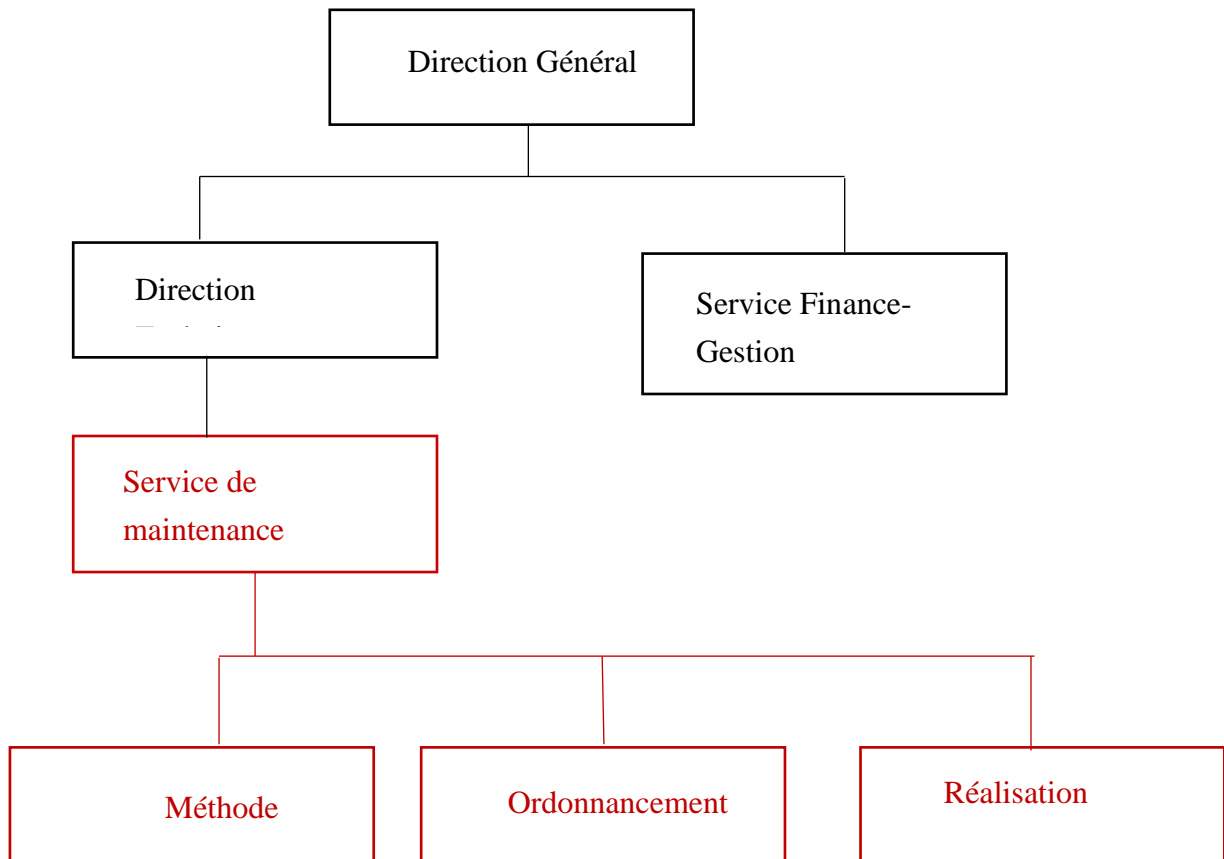 Direction Général
Direction
Service Finance-
Gestion
Service de
maintenance
Méthode
Ordonnancement
Réalisation